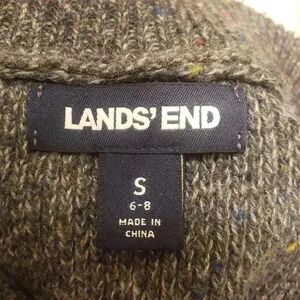 LANDS' END
S
6-8
MADE IN
CHINA